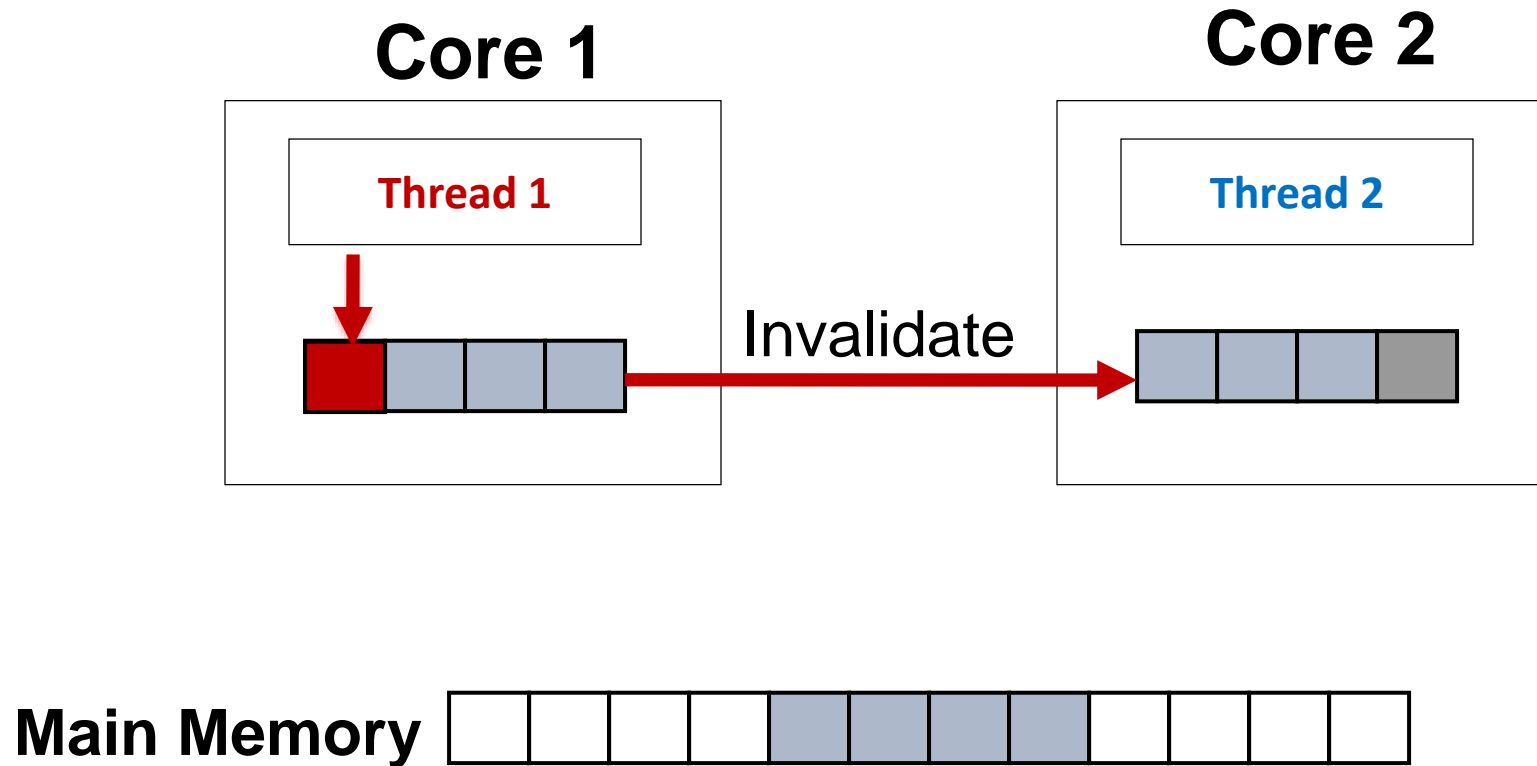 Core 1
Core 2
Thread 1
Thread 2
Invalidate
Main Memory